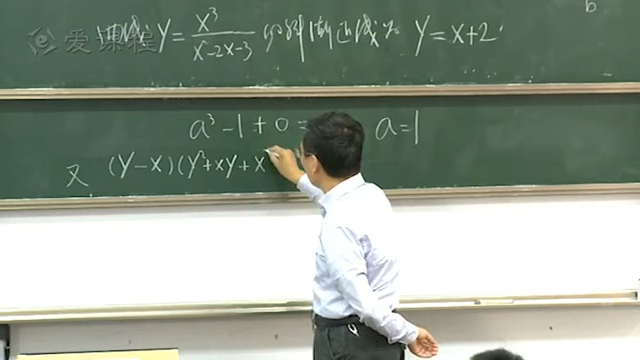 爱课程
曲线 y = x³/(x²-2x-3) 的斜渐近线为 y = x+2
b
a³ - 1 + 0 = a = 1
又 (y-x)(y²+xy+x